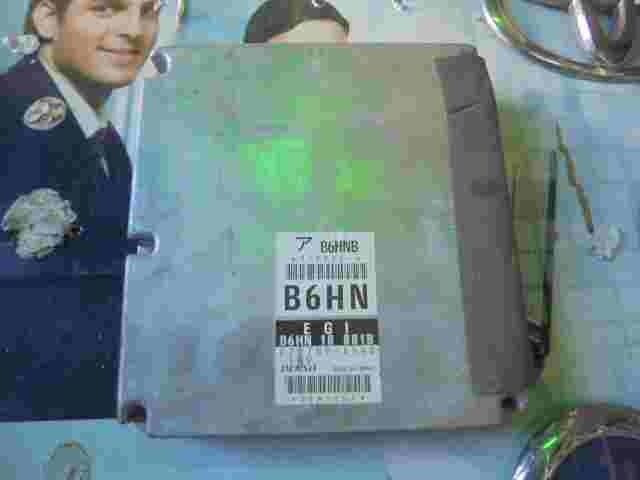 ア B6HNB
B6HN
EGI
B6HN 18 881B
DENSO